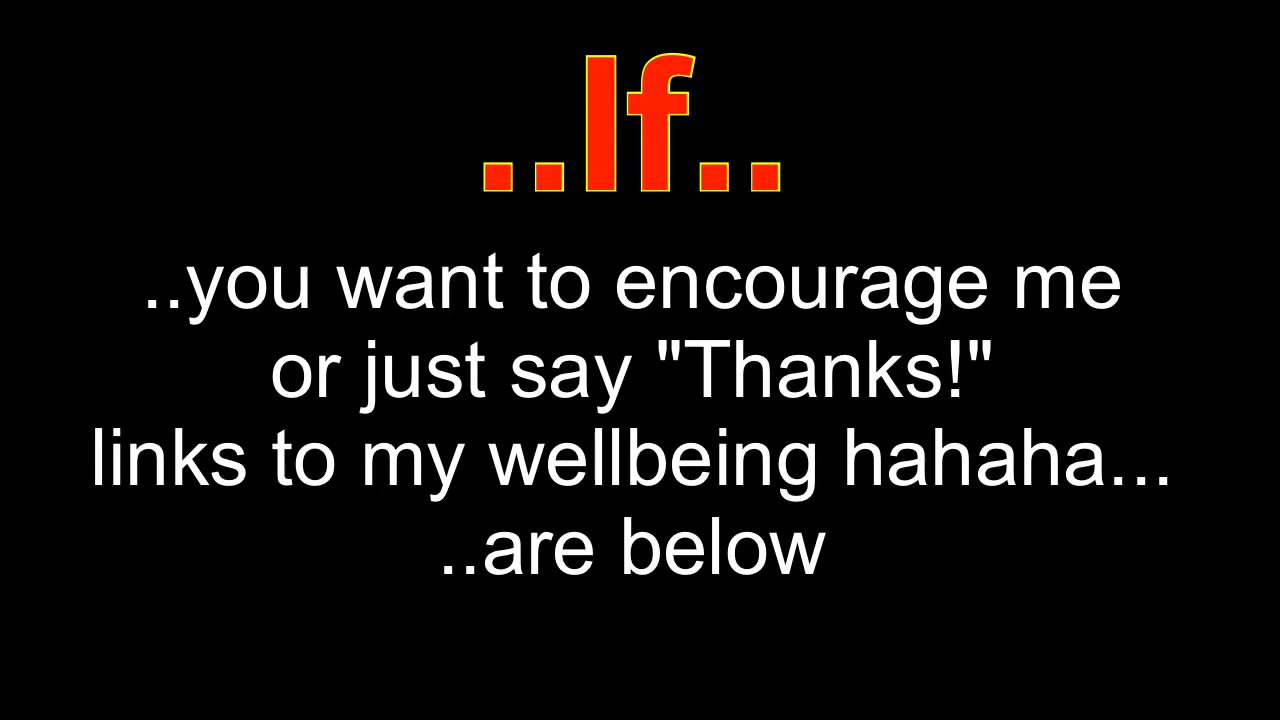 ..If..
..you want to encourage me
or just say "Thanks!"
links to my wellbeing hahaha...
..are below